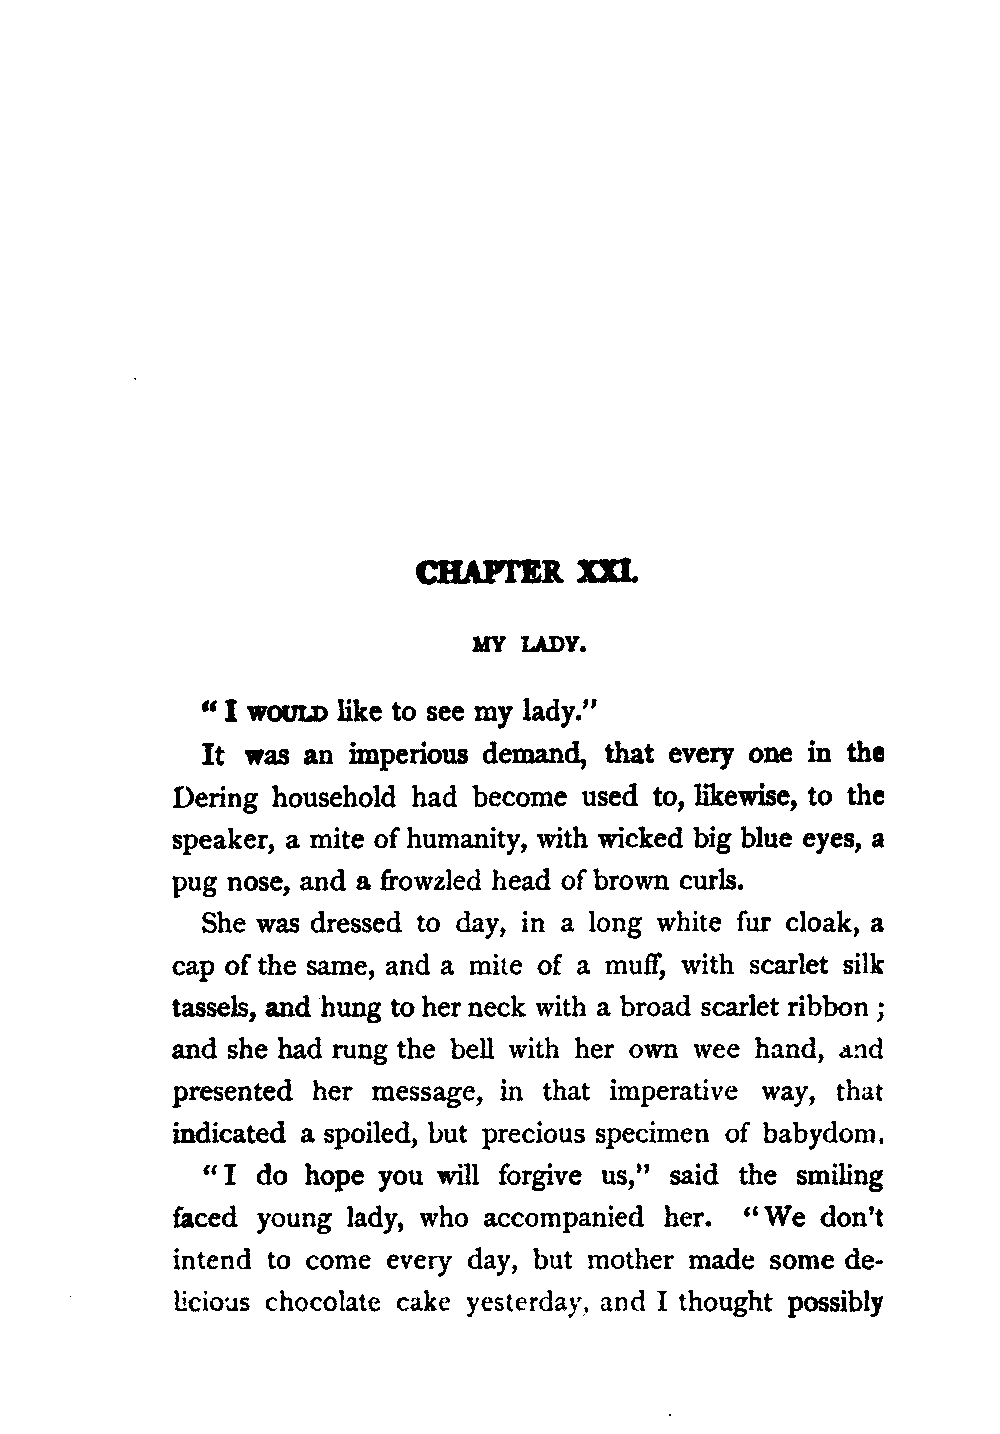 CHAPTER XXI.
MY LADY.
" I WOULD like to see my lady."
It was an imperious demand, that every one in the
Dering household had become used to, likewise, to the
speaker, a mite of humanity, with wicked big blue eyes, a
pug nose, and a frowzled head of brown curls.
She was dressed to day, in a long white fur cloak, a
cap of the same, and a mite of a muff, with scarlet silk
tassels, and hung to her neck with a broad scarlet ribbon ;
and she had rung the bell with her own wee hand, and
presented her message, in that imperative way, that
indicated a spoiled, but precious specimen of babydom.
"I do hope you will forgive us," said the smiling
faced young lady, who accompanied her. "We don't
intend to come every day, but mother made some de-
licious chocolate cake yesterday, and I thought possibly